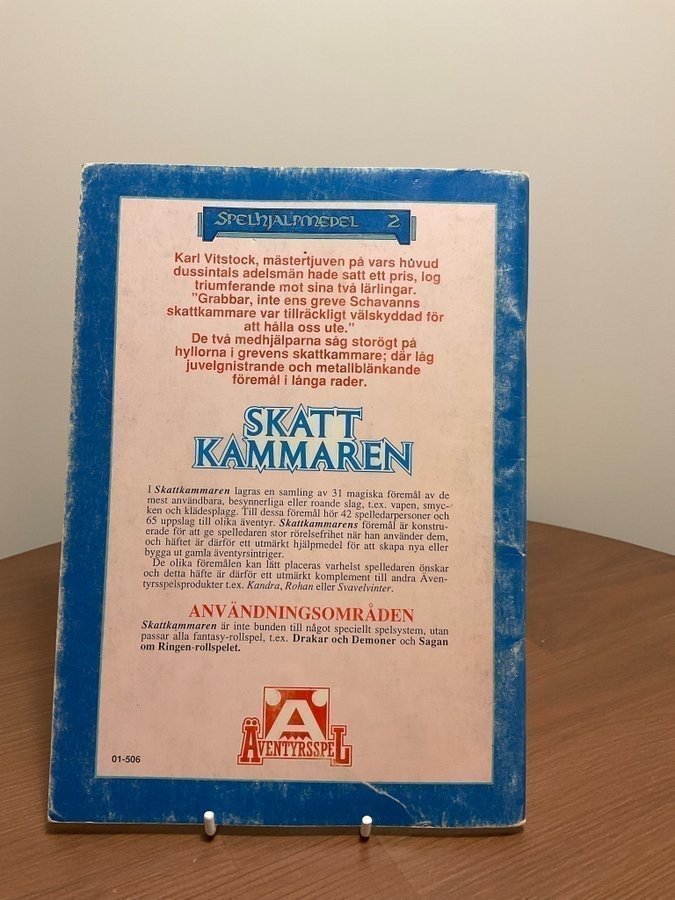 SPELHJÄLPMEDEL 2
Karl Vitstock, mästertjuven på vars huvud
dussintals adelsmän hade satt ett pris, log
triumferande mot sina två lärlingar.
"Grabbar, inte ens greve Schavanns
skattkammare var tillräckligt välskyddad för
att hålla oss ute."
De två medhjälparna såg storögt på
hyllorna i grevens skattkammare; där låg
juvelgnistrande och metallblänkande
föremål i långa rader.
SKATT
KAMMAREN
I Skattkammaren lagras en samling av 31 magiska föremål av de
mest användbara, besynnerliga eller roande slag, t.ex. vapen, smyc-
ken och klädesplagg. Till dessa föremål hör 42 spelledarpersoner och
65 uppslag till olika äventyr. Skattkammarens föremål är konstru-
erade för att ge spelledaren stor rörelsefrihet när han använder dem,
och häftet är därför ett utmärkt hjälpmedel för att skapa nya eller
bygga ut gamla äventyrsintriger.
De olika föremålen kan lätt placeras varhelst spelledaren önskar
och detta häfte är därför ett utmärkt komplement till andra Även-
tyrsspelsprodukter t.ex. Kandra, Rohan eller Svavelvinter.
ANVÄNDNINGSOMRÅDEN
Skattkammaren är inte bunden till något speciellt spelsystem, utan
passar alla fantasy-rollspel, t.ex. Drakar och Demoner och Sagan
om Ringen-rollspelet.
Ä
ÄVENTYRSSPEL
01-506